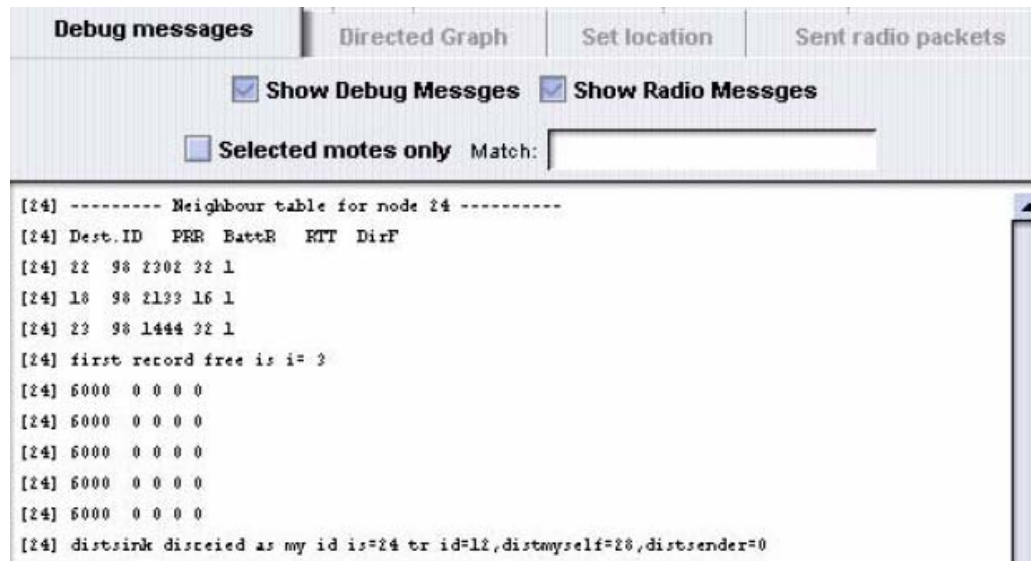 Debug messages Directed Graph Set location Sent radio packets
Show Debug Messges Show Radio Messges
Selected motes only Match:
[24] --------- Neighbour table for node 24 ----------
[24] Dest.ID PRR BattR RTT DirF
[24] 22 98 2302 32 1
[24] 18 98 2133 16 1
[24] 23 98 1444 32 1
[24] first record free is i= 3
[24] 6000 0 0 0 0
[24] 6000 0 0 0 0
[24] 6000 0 0 0 0
[24] 6000 0 0 0 0
[24] 6000 0 0 0 0
[24] distsink as my id is=24 tr id=12,distmyself=28,distsender=0